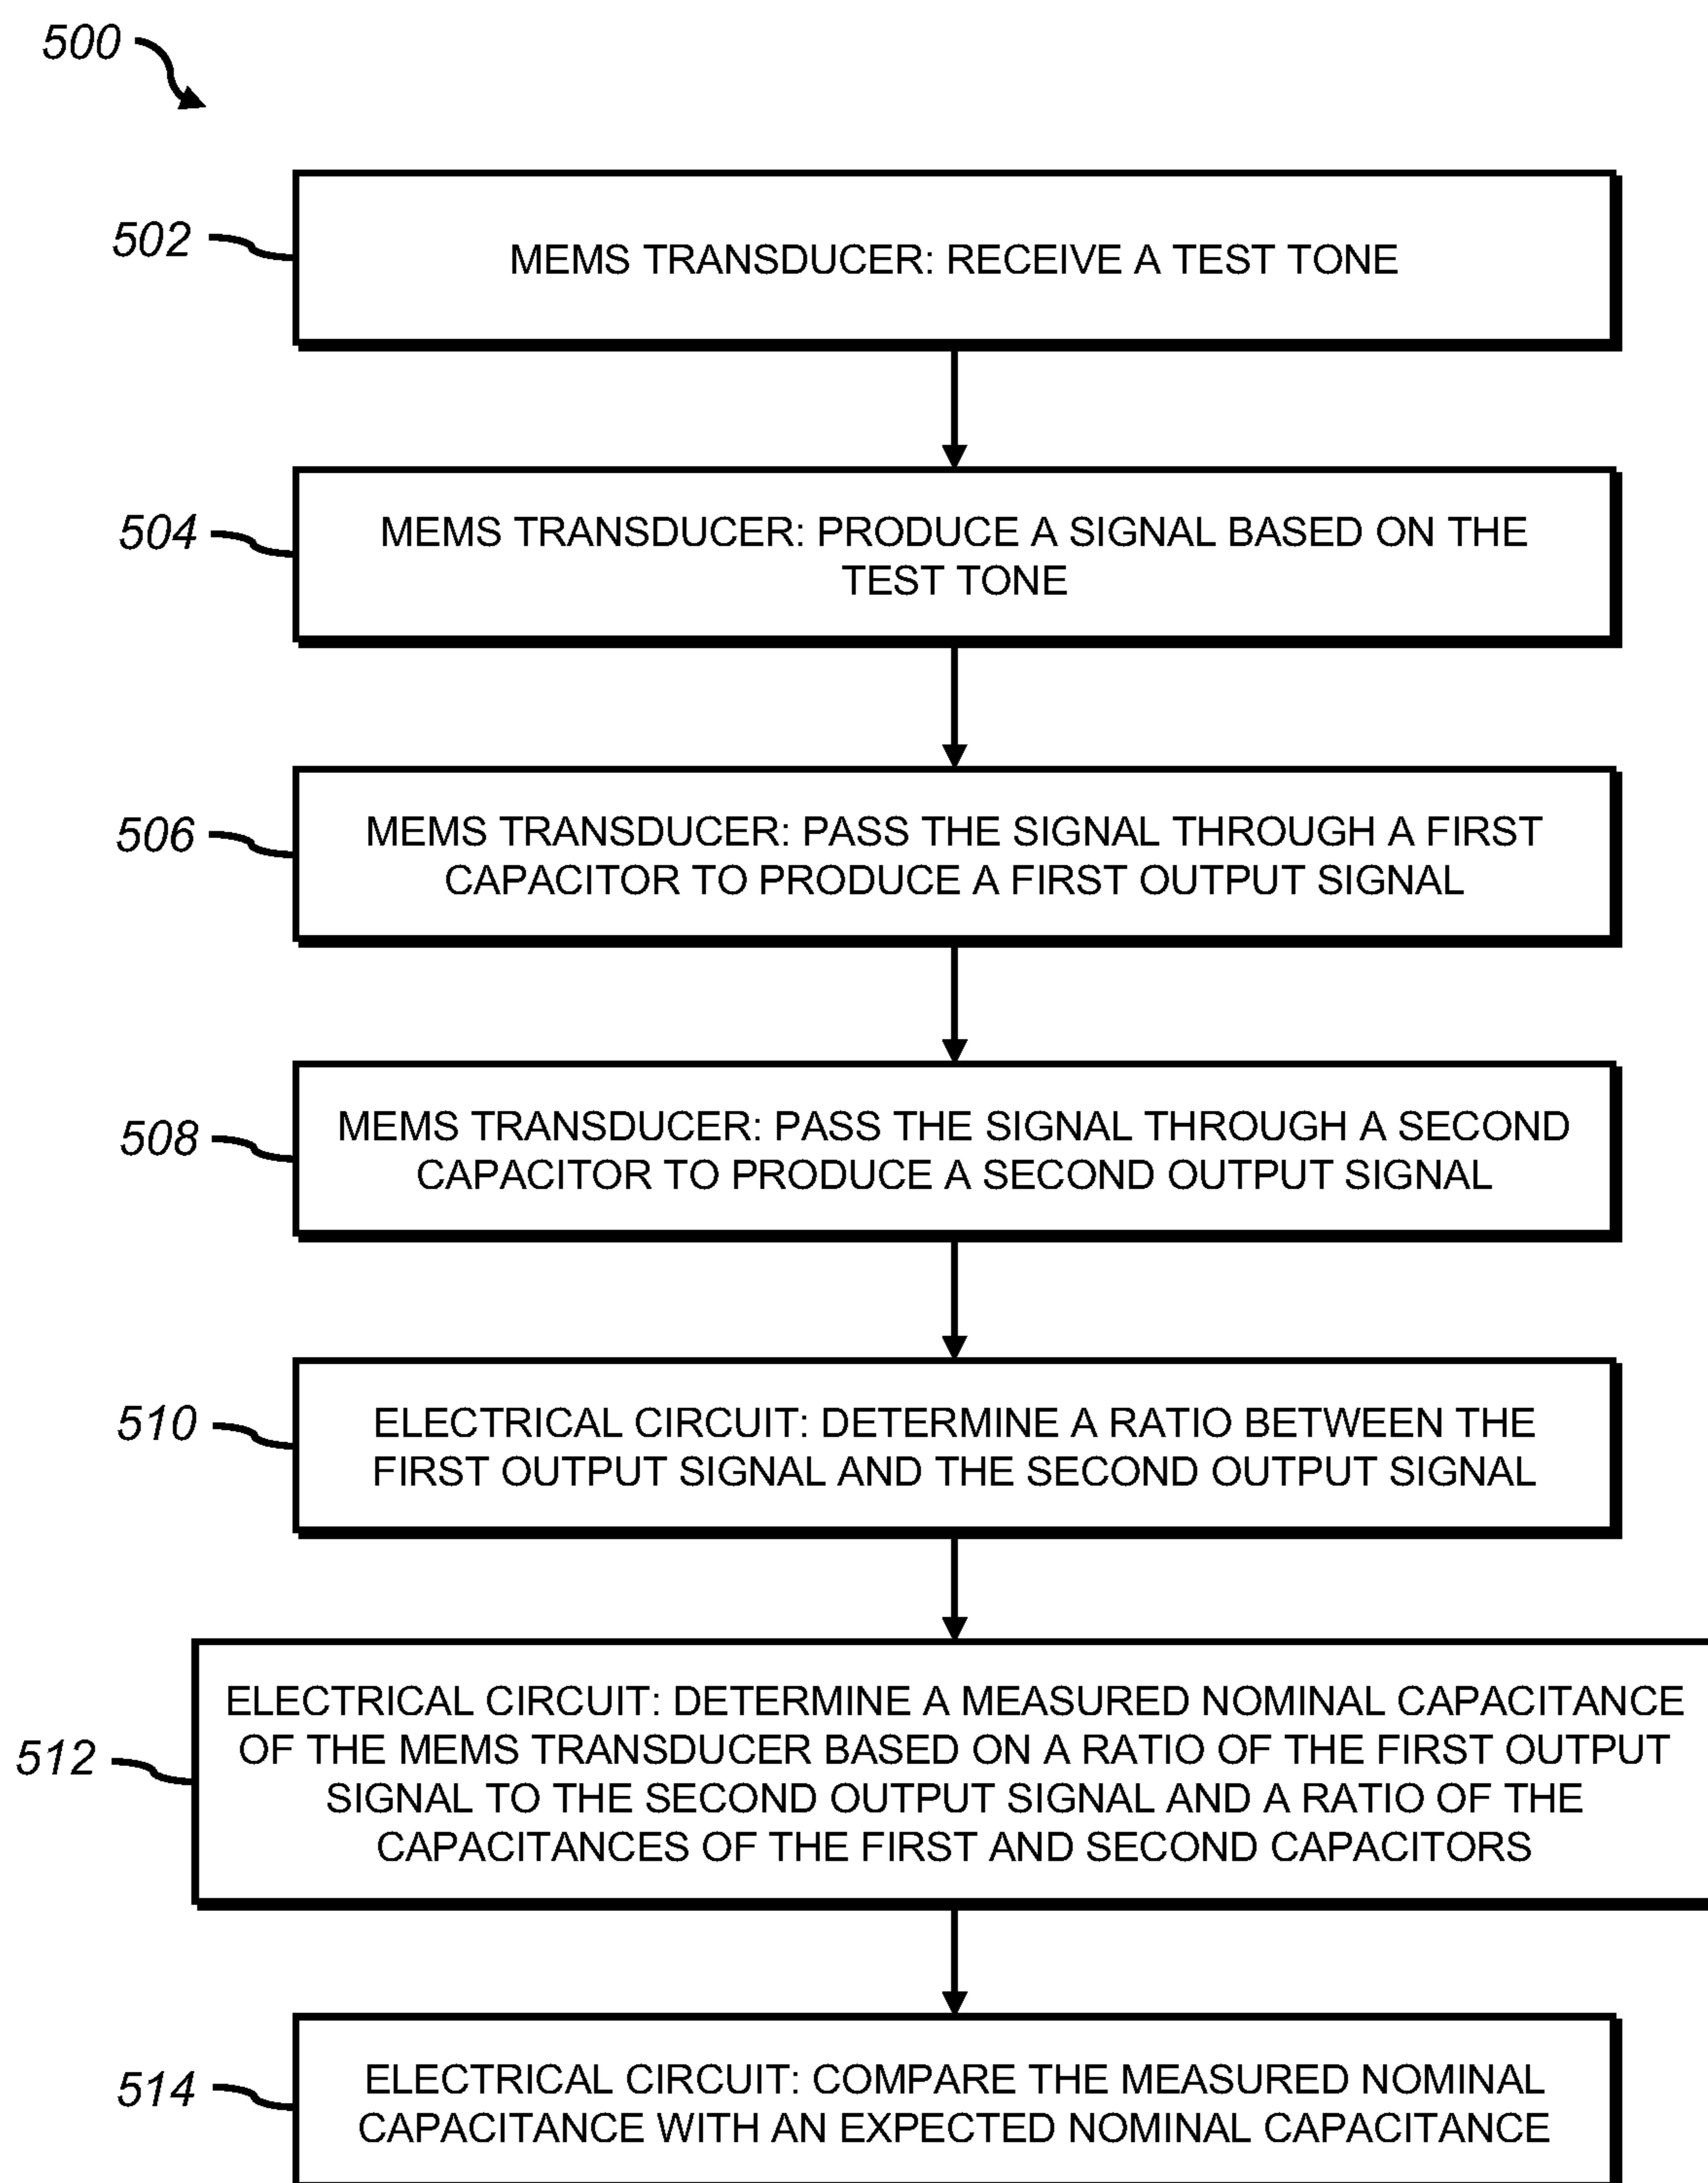 500
502
MEMS TRANSDUCER: RECEIVE A TEST TONE
504
MEMS TRANSDUCER: PRODUCE A SIGNAL BASED ON THE
TEST TONE
506
MEMS TRANSDUCER: PASS THE SIGNAL THROUGH A FIRST
CAPACITOR TO PRODUCE A FIRST OUTPUT SIGNAL
508
MEMS TRANSDUCER: PASS THE SIGNAL THROUGH A SECOND
CAPACITOR TO PRODUCE A SECOND OUTPUT SIGNAL
510
ELECTRICAL CIRCUIT: DETERMINE A RATIO BETWEEN THE
FIRST OUTPUT SIGNAL AND THE SECOND OUTPUT SIGNAL
512
ELECTRICAL CIRCUIT: DETERMINE A MEASURED NOMINAL CAPACITANCE
OF THE MEMS TRANSDUCER BASED ON A RATIO OF THE FIRST OUTPUT
SIGNAL TO THE SECOND OUTPUT SIGNAL AND A RATIO OF THE
CAPACITANCES OF THE FIRST AND SECOND CAPACITORS
514
ELECTRICAL CIRCUIT: COMPARE THE MEASURED NOMINAL
CAPACITANCE WITH AN EXPECTED NOMINAL CAPACITANCE